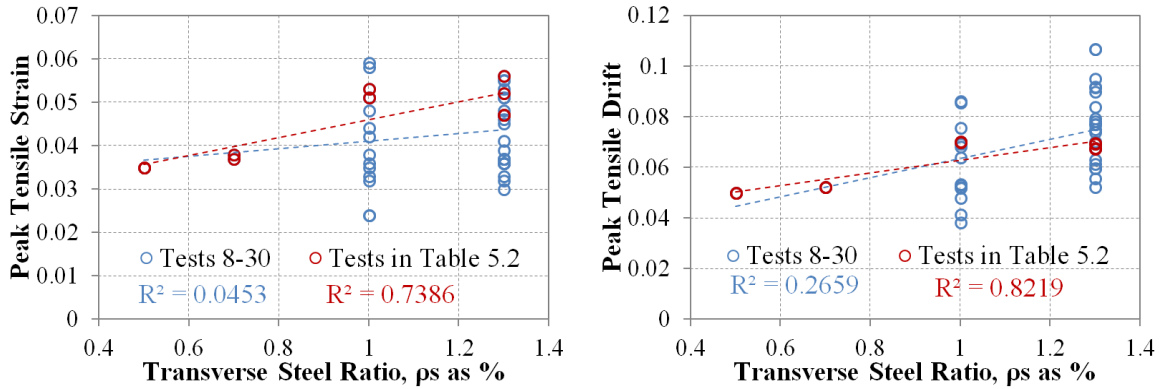 Peak Tensile Strain
0.07
0.06
0.05
0.04
0.03
0.02
0.01
0
Tests 8-30
Tests in Table 5.2
R² = 0.0453
R² = 0.7386
0.4
0.6
0.8
1
1.2
1.4
Transverse Steel Ratio, ρs as %
Peak Tensile Drift
0.12
0.1
0.08
0.06
0.04
0.02
0
Tests 8-30
Tests in Table 5.2
R² = 0.2659
R² = 0.8219
0.4
0.6
0.8
1
1.2
1.4
Transverse Steel Ratio, ρs as %